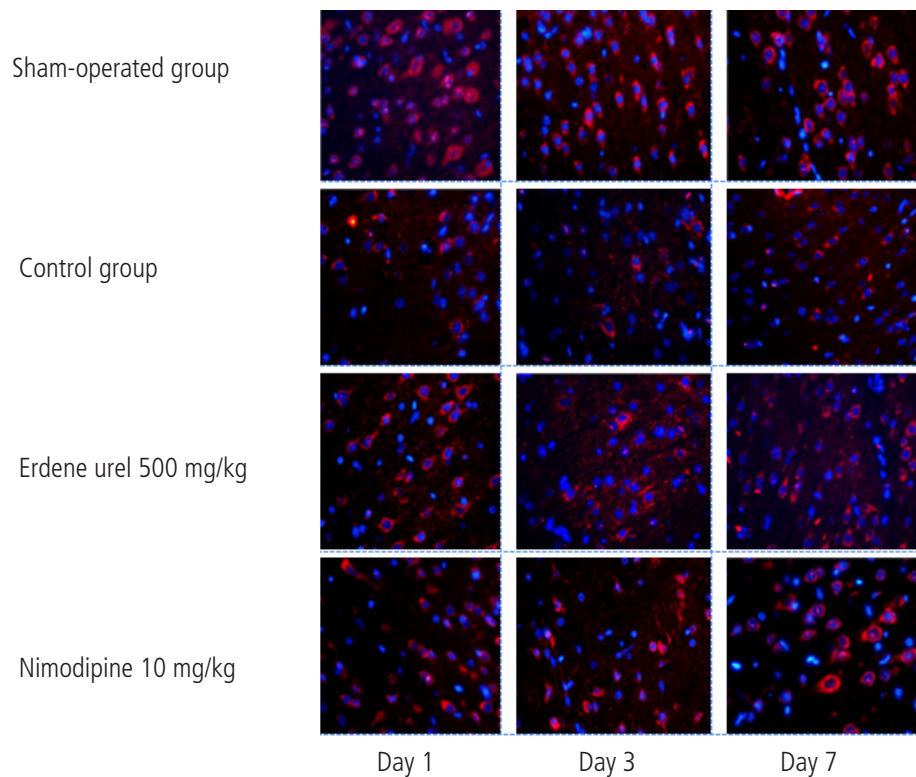 Sham-operated group
Control group
Erdene urel 500 mg/kg
Nimodipine 10 mg/kg
Day 1
Day 3
Day 7